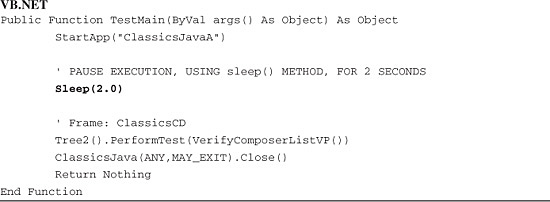 VB.NET
Public Function TestMain(ByVal args() As Object) As Object
StartApp("ClassicsJavaA")
' PAUSE EXECUTION, USING sleep() METHOD, FOR 2 SECONDS
Sleep(2.0)
' Frame: ClassicsCD
Tree2().PerformTest(VerifyComposerListVP())
ClassicsJava(ANY,MAY_EXIT).Close()
Return Nothing
End Function